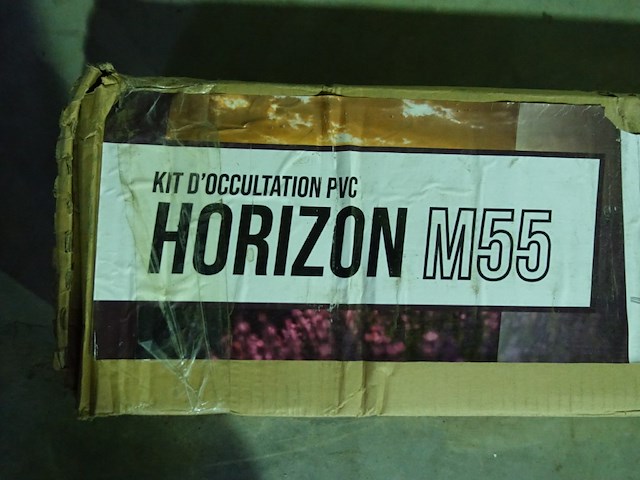 KIT D'OCCULTATION PVC
HORIZON M55